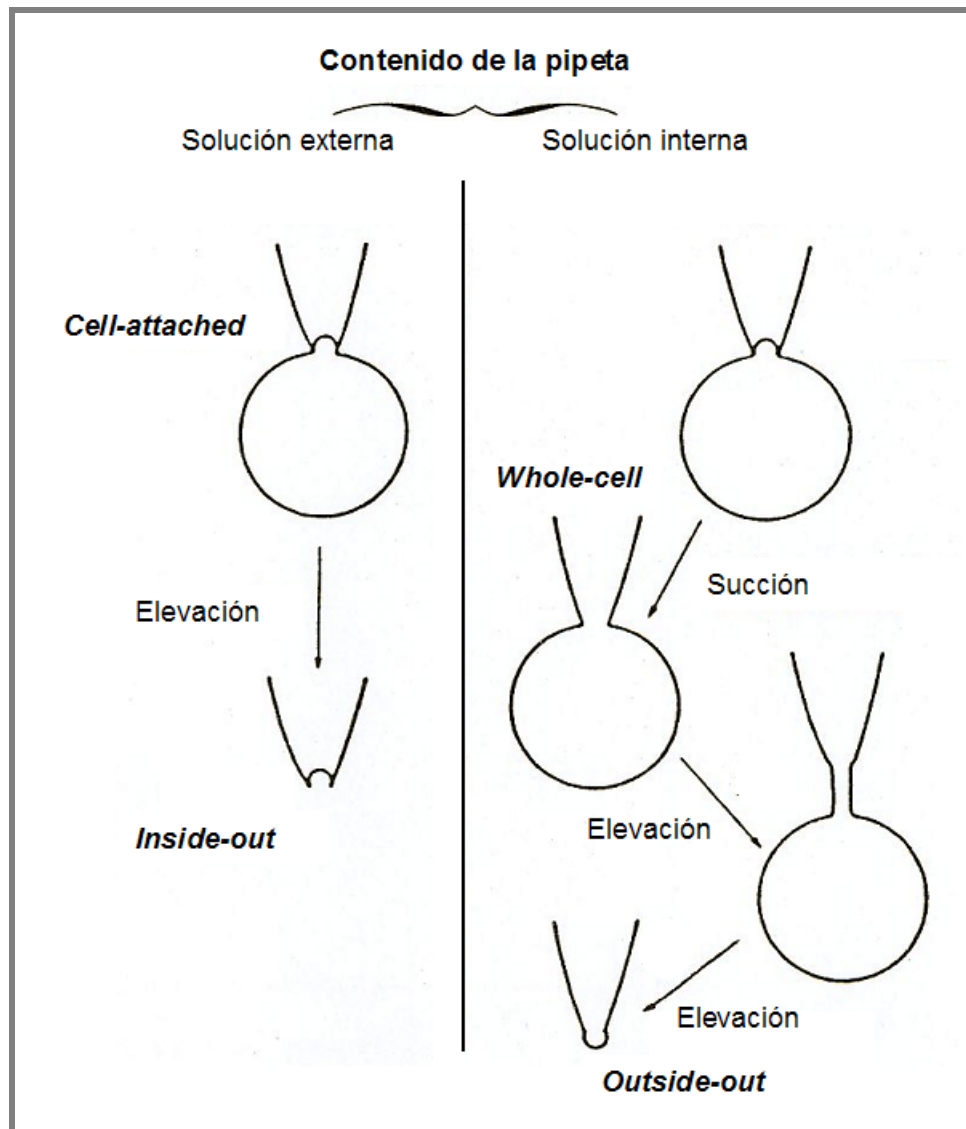 Contenido de la pipeta
Solución externa
Solución interna
Cell-attached
Elevación
Inside-out
Whole-cell
Succión
Elevación
Elevación
Outside-out